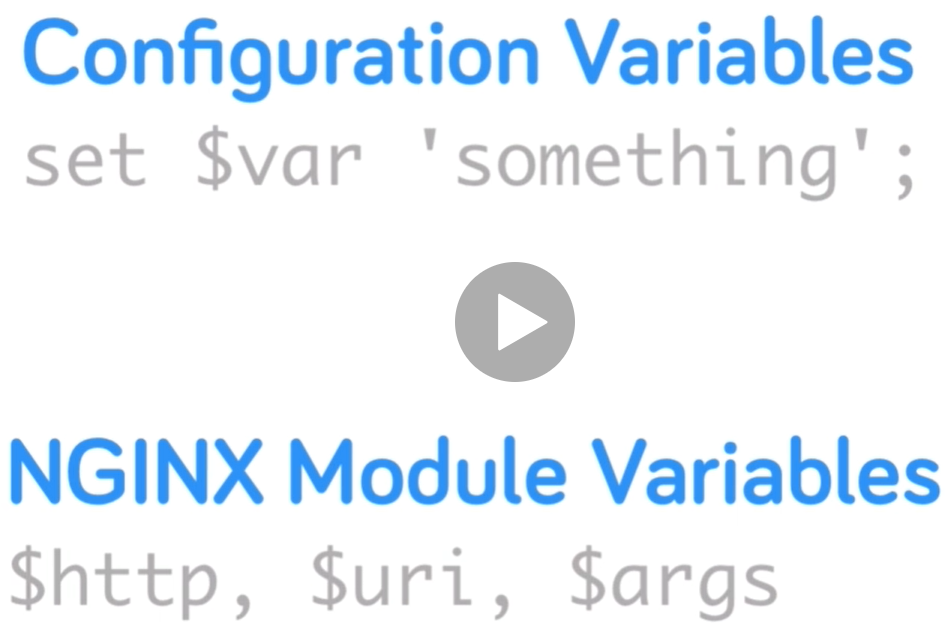 Configuration Variables
set $var 'something';
NGINX Module Variables
$http, $uri, $args